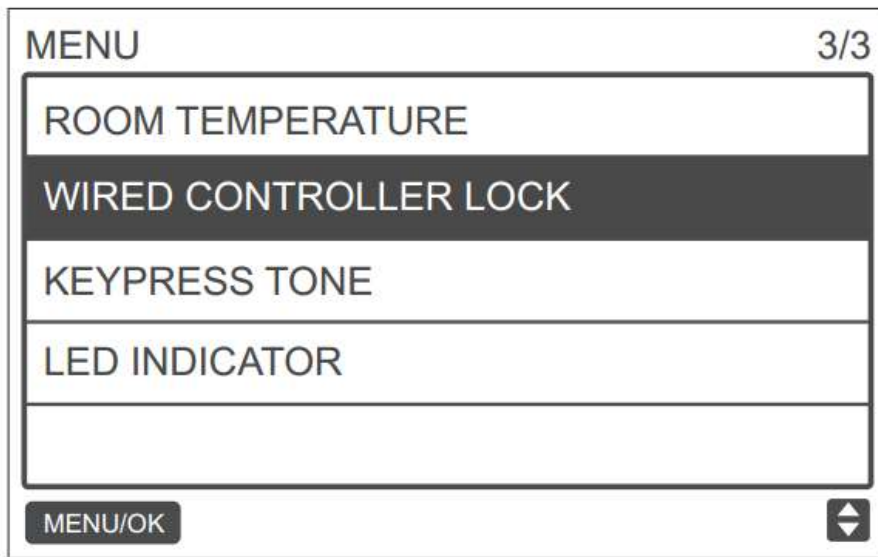 MENU 3/3
ROOM TEMPERATURE
WIRED CONTROLLER LOCK
KEYPRESS TONE
LED INDICATOR
MENU/OK